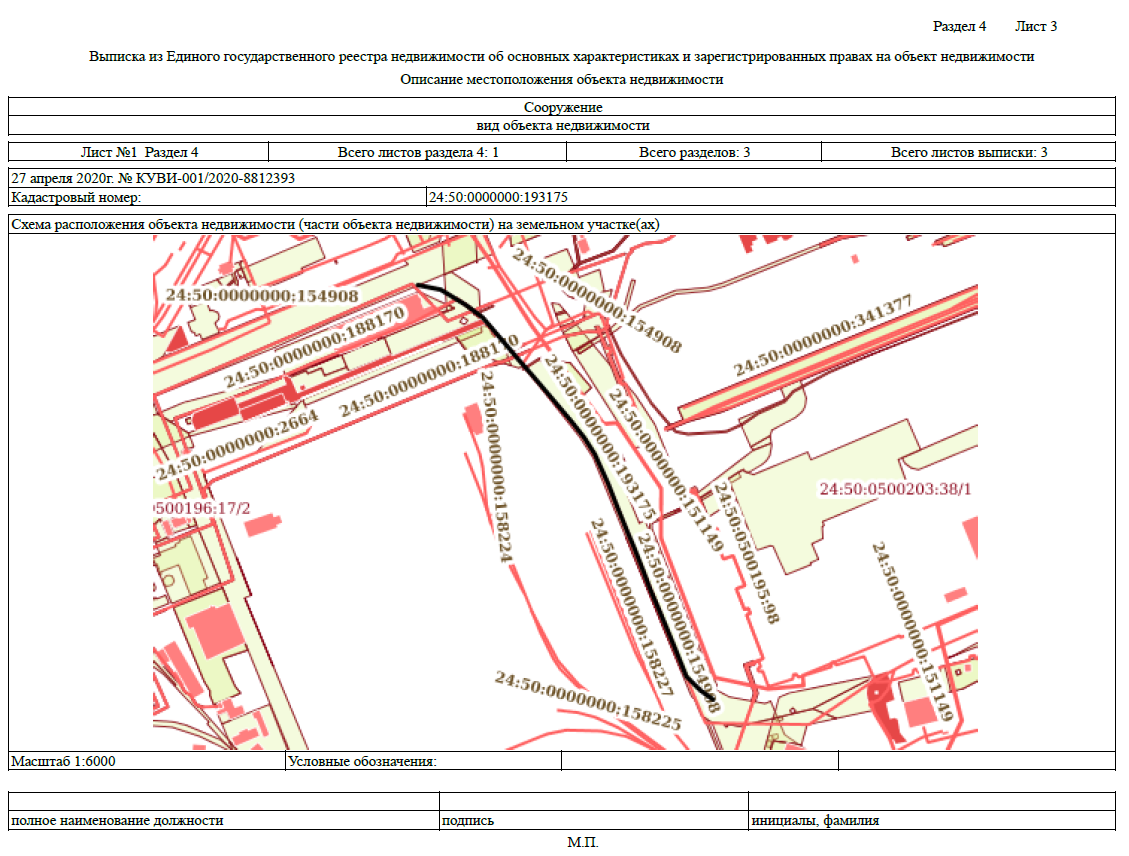 Раздел 4 Лист 3
Выписка из Единого государственного реестра недвижимости об основных характеристиках и зарегистрированных правах на объект недвижимости
Описание местоположения объекта недвижимости
Сооружение
вид объекта недвижимости
Лист №1 Раздел 4 Всего листов раздела 4: 1 Всего разделов: 3 Всего листов выписки: 3
27 апреля 2020г. № КУВИ-001/2020-8812393
Кадастровый номер: 24:50:0000000:193175
Схема расположения объекта недвижимости (части объекта недвижимости) на земельном участке(ах)
24:50:0000000:154908
24:50:0000000:154908
24:50:0000000:188170
24:50:0000000:34137
24:50:0000000:2664
24:50:0000000:158224
24:50:0000000:193175
24:50:0000000:151149
24:50:0500203:38/1
0500196:17/2
24:50:0500195:98
24:50:0000000:158227
24:50:0000000:154908
24:50:0000000:151149
24:50:0000000:158225
Масштаб 1:6000 Условные обозначения:
полное наименование должности подпись инициалы, фамилия
М.П.